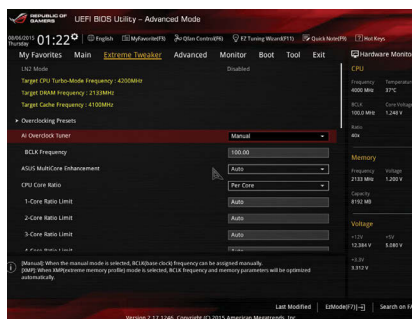 REPUBLIC OF GAMERS
UEFI BIOS Utility – Advanced Mode
08/06/2015
Thursday
01:22
English
MyFavorite(F3)
Qfan Control(F6)
EZ Tuning Wizard(F11)
Quick Note(F9)
Hot Keys
My Favorites Main Extreme Tweaker Advanced Monitor Boot Tool Exit
Hardware Monito
LN2 Mode Disabled
Target CPU Turbo-Mode Frequency : 4200MHz
Target DRAM Frequency : 2133MHz
Target Cache Frequency : 4100MHz
Overclocking Presets
Ai Overclock Tuner Manual
BCLK Frequency 100.00
ASUS MultiCore Enhancement Auto
CPU Core Ratio Per Core
1-Core Ratio Limit Auto
2-Core Ratio Limit Auto
3-Core Ratio Limit Auto
4-Core Ratio Limit Auto
CPU
Frequency Temperatur
4000 MHz 37°C
BCLK Core Voltag
100.0 MHz 1.248 V
Ratio
40x
Memory
Frequency Voltage
2133 MHz 1.200 V
Capacity
8192 MB
Voltage
+12V +5V
12.384 V 5.080 V
+3.3V
3.312 V
[Manual]: When the manual mode is selected, BCLK(base clock) frequency can be assigned manually.
[XMP]: When XMP(extreme memory profile) mode is selected, BCLK frequency and memory parameters will be optimized
automatically.
Last Modified EzMode(F7) Search on FA
Version 2.17.1246. Copyright (C) 2015 American Megatrends, Inc.